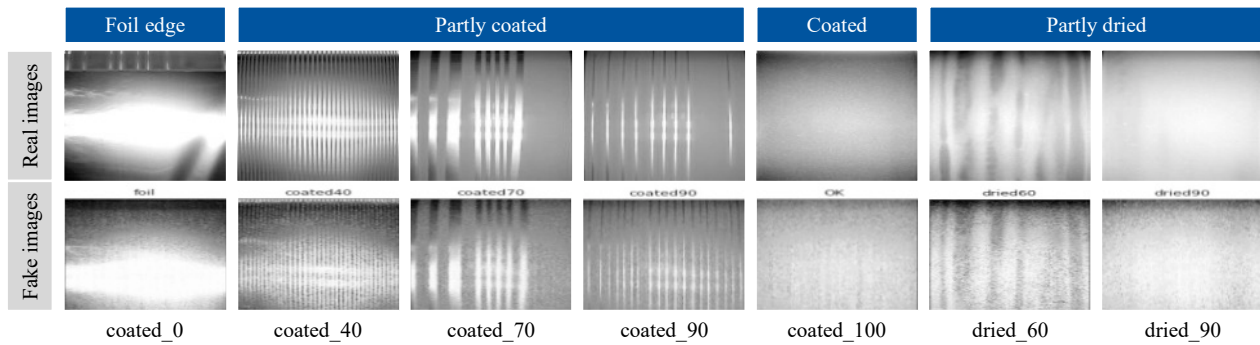 Foil edge Partly coated Coated Partly dried
Real images
foil coated40 coated70 coated90 OK dried60 dried90
Fake images
coated_0 coated_40 coated_70 coated_90 coated_100 dried_60 dried_90